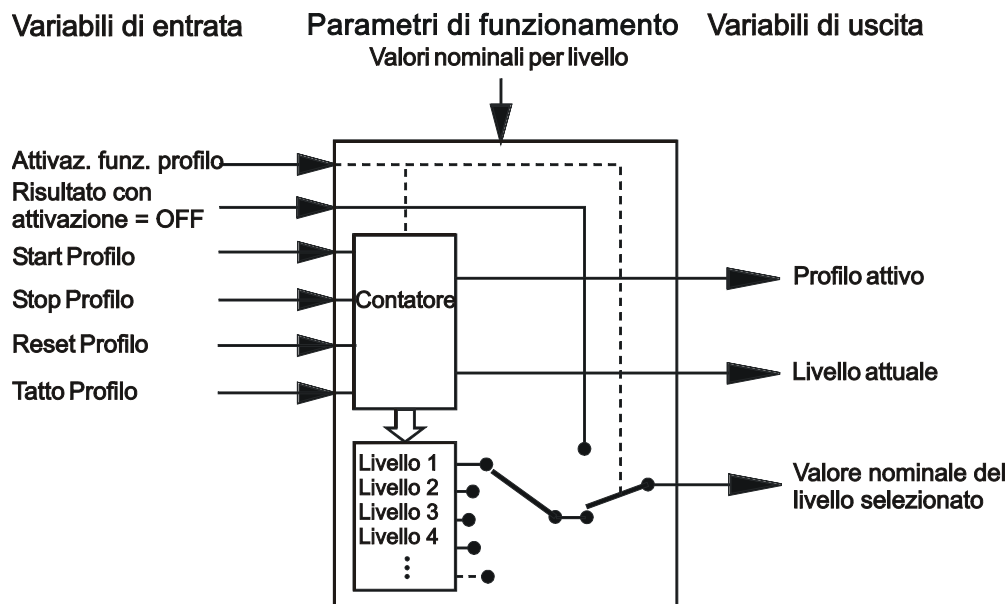 Variabili di entrata
Parametri di funzionamento
Variabili di uscita
Valori nominali per livello
Attivaz. funz. profilo
Risultato con
attivazione = OFF
Start Profilo
Stop Profilo
Reset Profilo
Tatto Profilo
Contatore
Profilo attivo
Livello attuale
Livello 1
Livello 2
Livello 3
Livello 4
Valore nominale del
livello selezionato